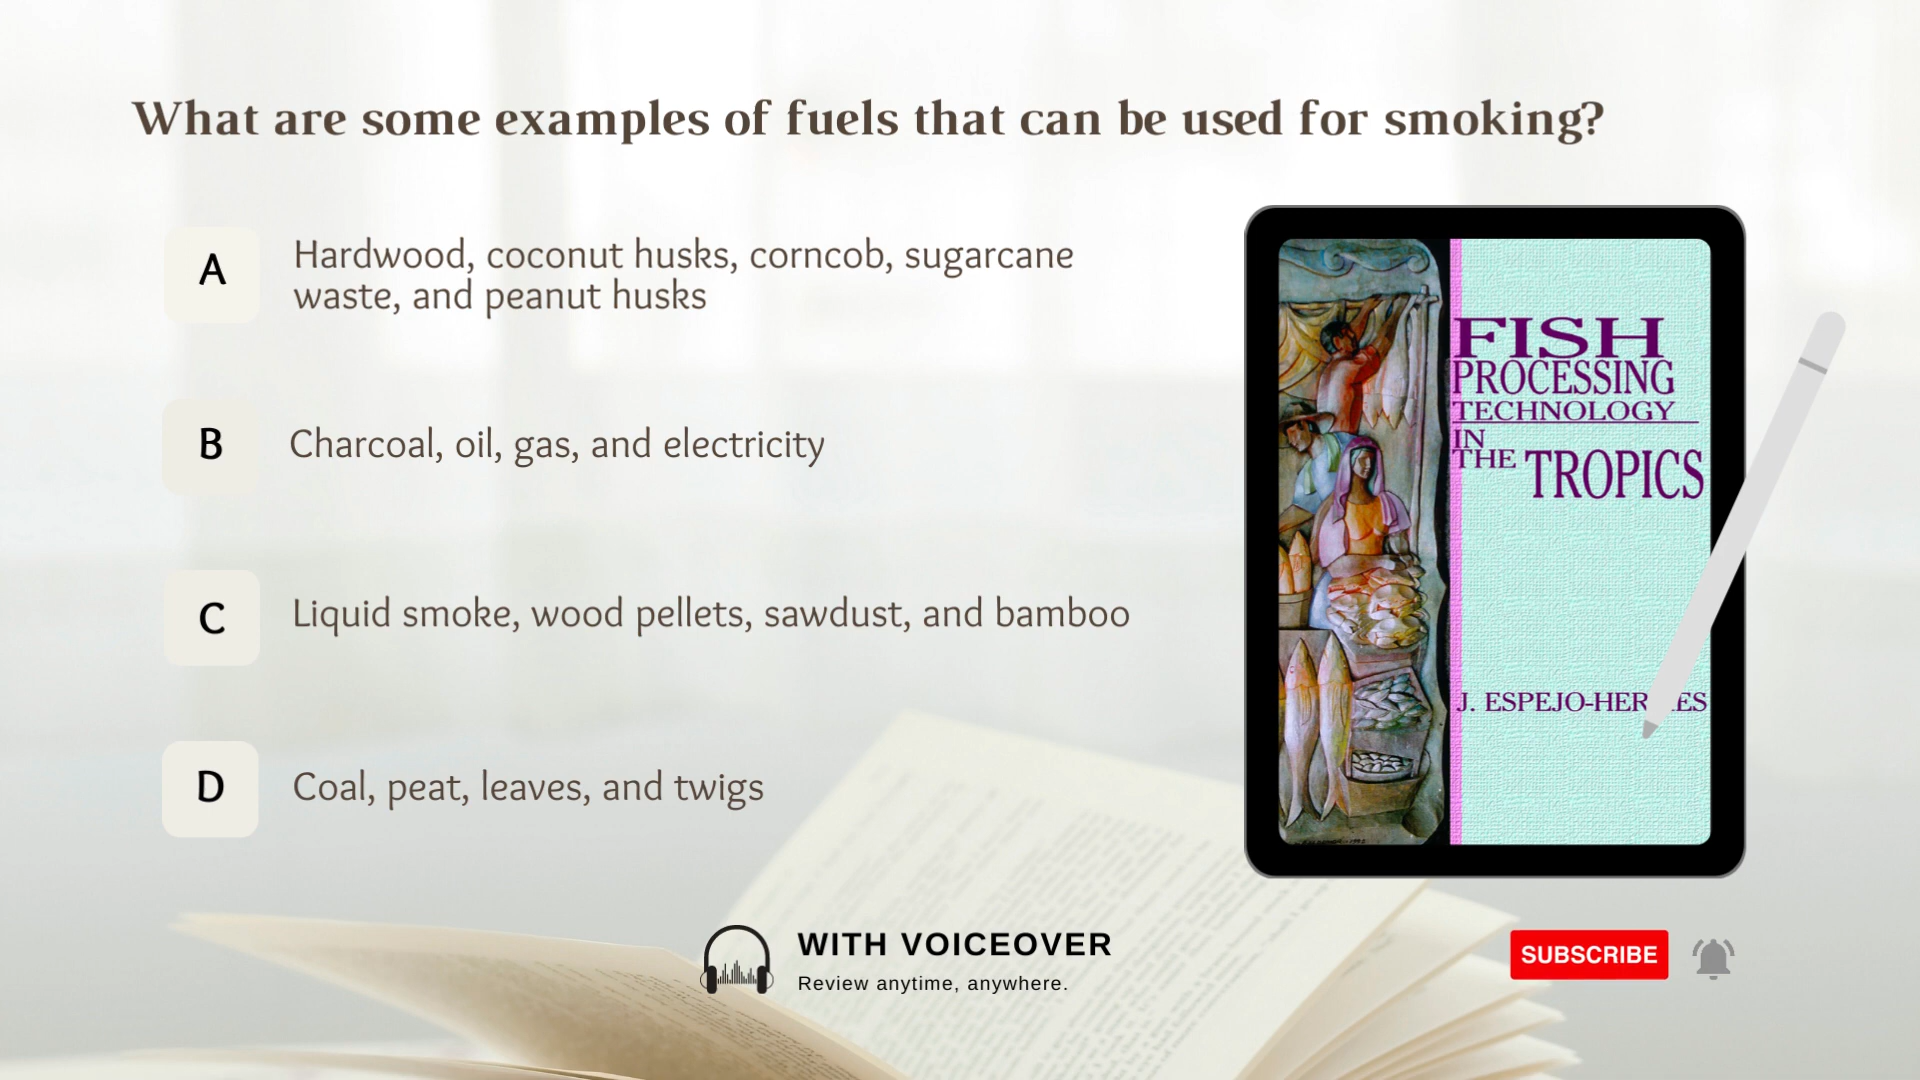 What are some examples of fuels that can be used for smoking?
A
Hardwood, coconut husks, corncob, sugarcane
waste, and peanut husks
B
Charcoal, oil, gas, and electricity
C
Liquid smoke, wood pellets, sawdust, and bamboo
D
Coal, peat, leaves, and twigs
FISH
PROCESSING
TECHNOLOGY
IN
THE TROPICS
J.
WITH VOICEOVER
Review anytime, anywhere.
SUBSCRIBE